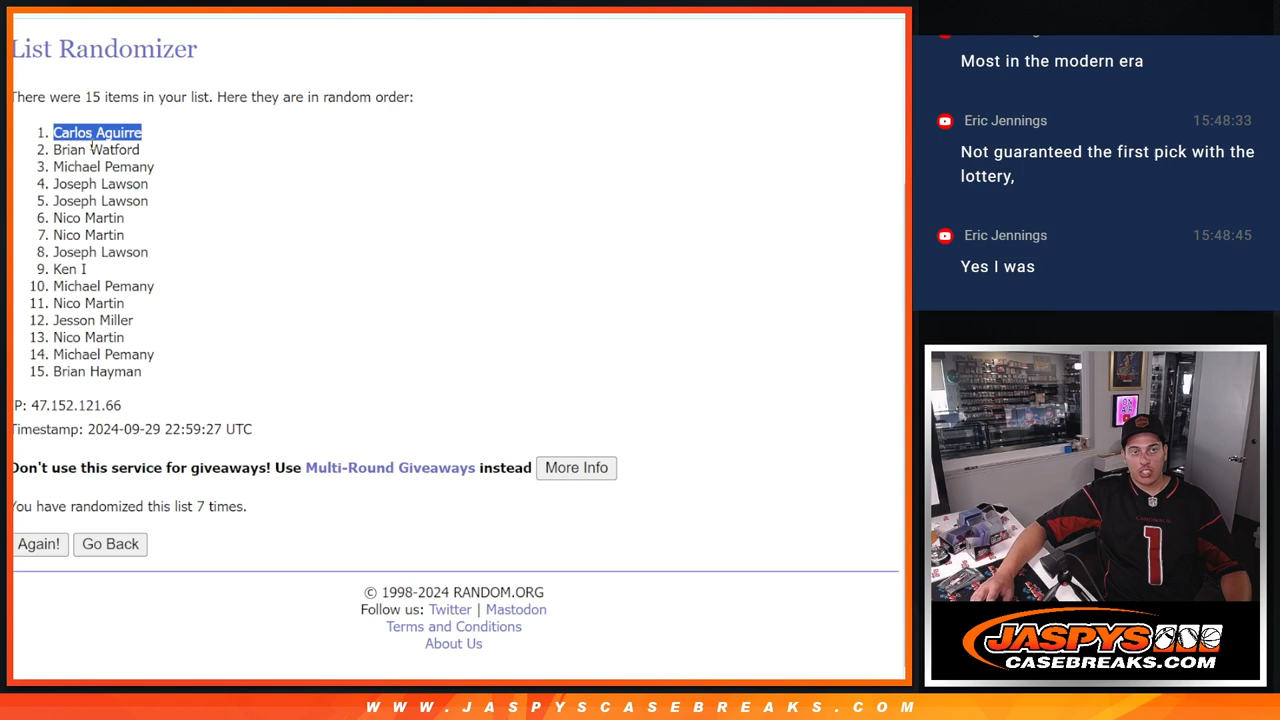 List Randomizer
There were 15 items in your list. Here they are in random order:
1. Carlos Aguirre
2. Brian Watford
3. Michael Pemany
4. Joseph Lawson
5. Joseph Lawson
6. Nico Martin
7. Nico Martin
8. Joseph Lawson
9. Ken I
10. Michael Pemany
11. Nico Martin
12. Jesson Miller
13. Nico Martin
14. Michael Pemany
15. Brian Hayman
IP: 47.152.121.66
Timestamp: 2024-09-29 22:59:27 UTC
Don't use this service for giveaways! Use Multi-Round Giveaways instead More Info
You have randomized this list 7 times.
Again! Go Back
© 1998-2024 RANDOM.ORG
Follow us: Twitter | Mastodon
Terms and Conditions
About Us
Most in the modern era
Eric Jennings 15:48:33
Not guaranteed the first pick with the
lottery,
Eric Jennings 15:48:45
Yes I was
1
JASPYS
CASEBREAKS.COM
WWW.JASPYSCASEBREAKS.COM